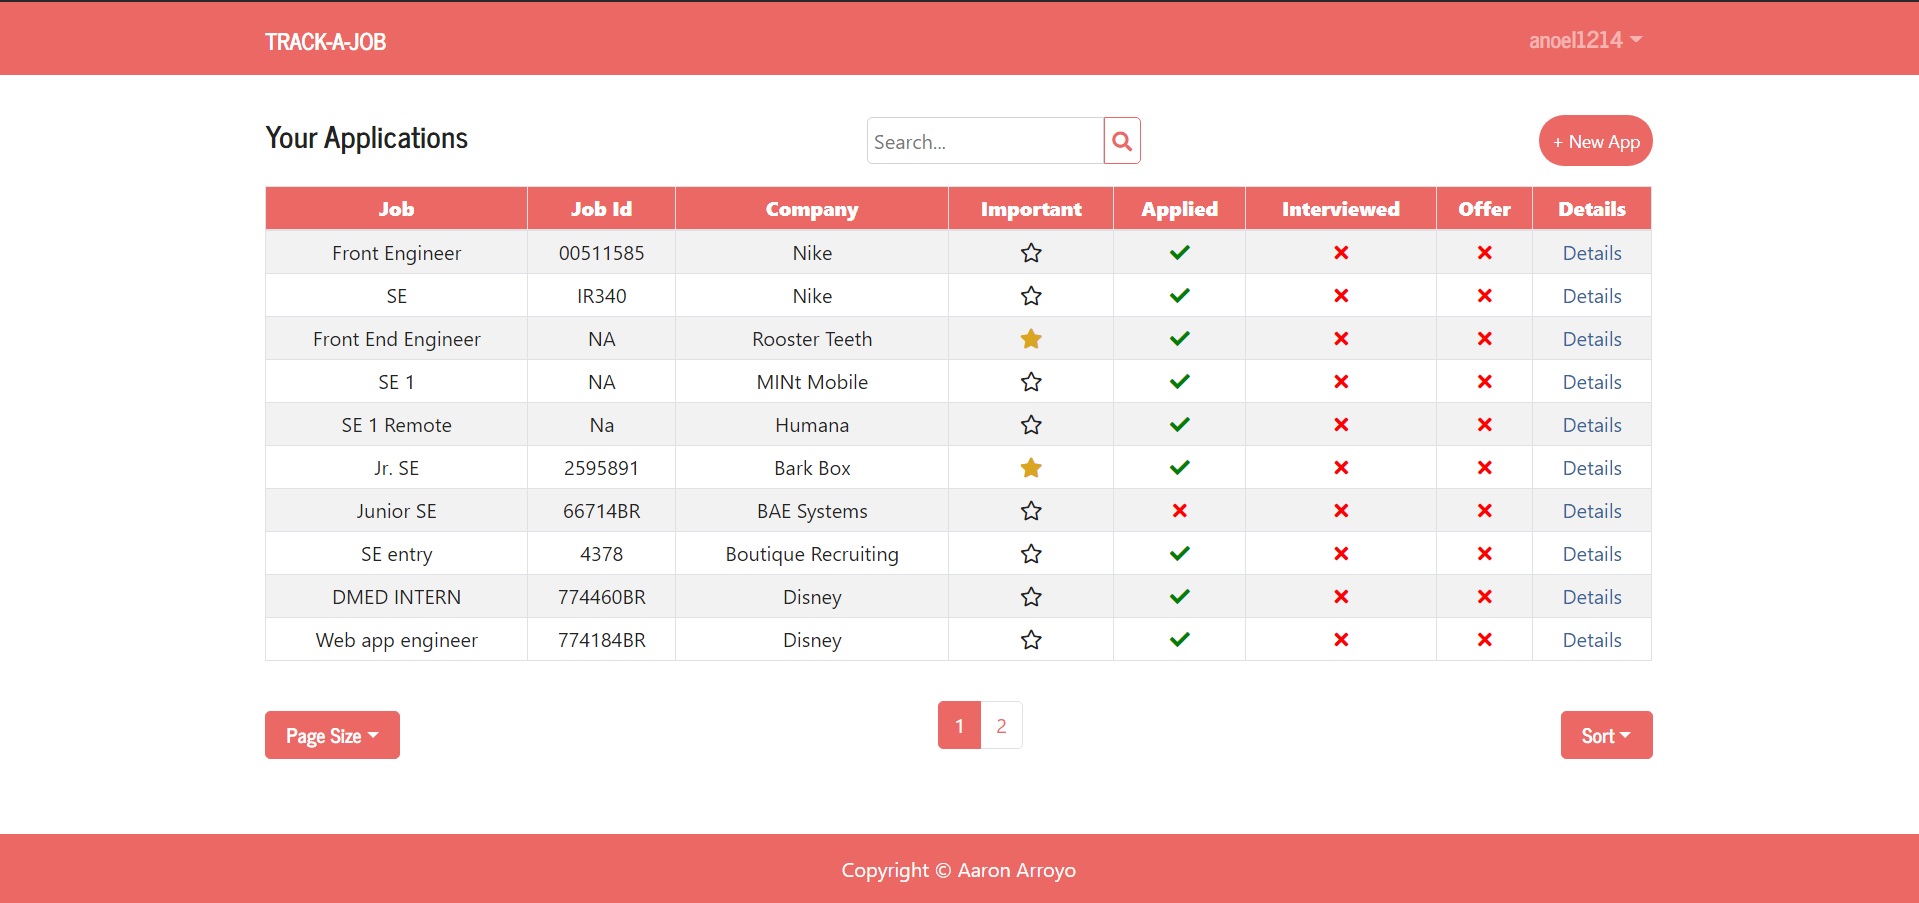 TRACK-A-JOB anoel1214
Your Applications Search... + New App
Job Job Id Company Important Applied Interviewed Offer Details
Front Engineer 00511585 Nike Details
SE IR340 Nike Details
Front End Engineer NA Rooster Teeth Details
SE 1 NA MINt Mobile Details
SE 1 Remote Na Humana Details
Jr. SE 2595891 Bark Box Details
Junior SE 66714BR BAE Systems Details
SE entry 4378 Boutique Recruiting Details
DMED INTERN 774460BR Disney Details
Web app engineer 774184BR Disney Details
Page Size 1 2 Sort
Copyright © Aaron Arroyo